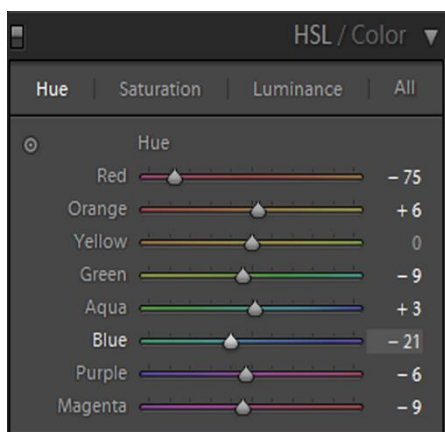 HSL / Color
Hue | Saturation | Luminance | All
Hue
Red – 75
Orange + 6
Yellow 0
Green – 9
Aqua + 3
Blue – 21
Purple – 6
Magenta – 9